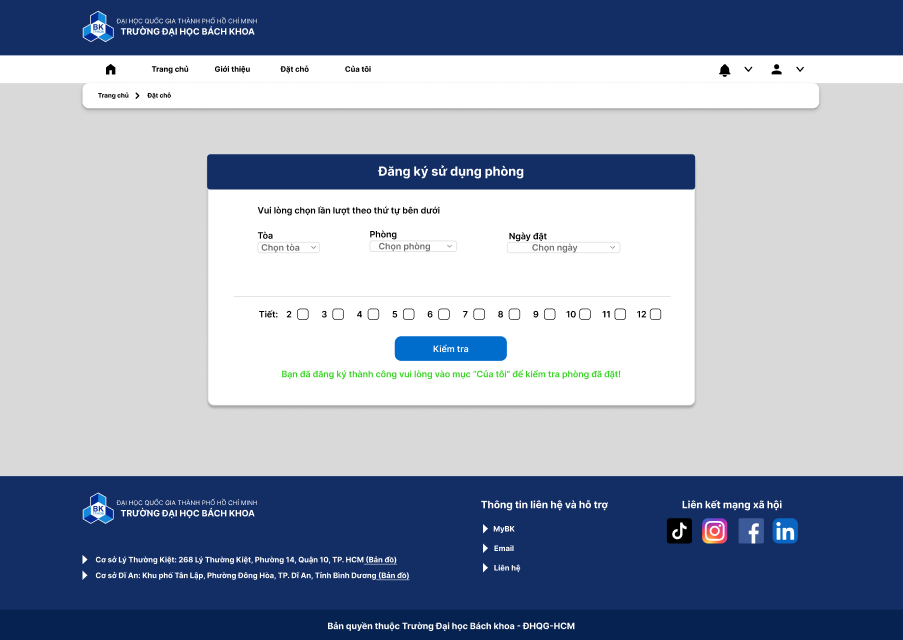 ĐẠI HỌC QUỐC GIA THÀNH PHỐ HỒ CHÍ MINH
BK
TRƯỜNG ĐẠI HỌC BÁCH KHOA
Trang chủ Giới thiệu Đặt chỗ Của tôi
Trang chủ Đặt chỗ
Đăng ký sử dụng phòng
Vui lòng chọn lần lượt theo thứ tự bên dưới
Tòa Phòng Ngày đặt
Chọn tòa Chọn phòng Chọn ngày
Tiết: 2 3 4 5 6 7 8 9 10 11 12
Kiểm tra
Bạn đã đăng ký thành công vui lòng vào mục "Của tôi" để kiểm tra phòng đã đặt!
ĐẠI HỌC QUỐC GIA THÀNH PHỐ HỒ CHÍ MINH
BK
TRƯỜNG ĐẠI HỌC BÁCH KHOA
Cơ sở Lý Thường Kiệt: 268 Lý Thường Kiệt, Phường 14, Quận 10, TP. HCM (Bản đồ)
Cơ sở Dĩ An: Khu phố Tân Lập, Phường Đông Hòa, TP. Dĩ An, Tỉnh Bình Dương (Bản đồ)
Thông tin liên hệ và hỗ trợ
MyBK
Email
Liên hệ
Liên kết mạng xã hội
Bản quyền thuộc Trường Đại học Bách khoa - ĐHQG-HCM